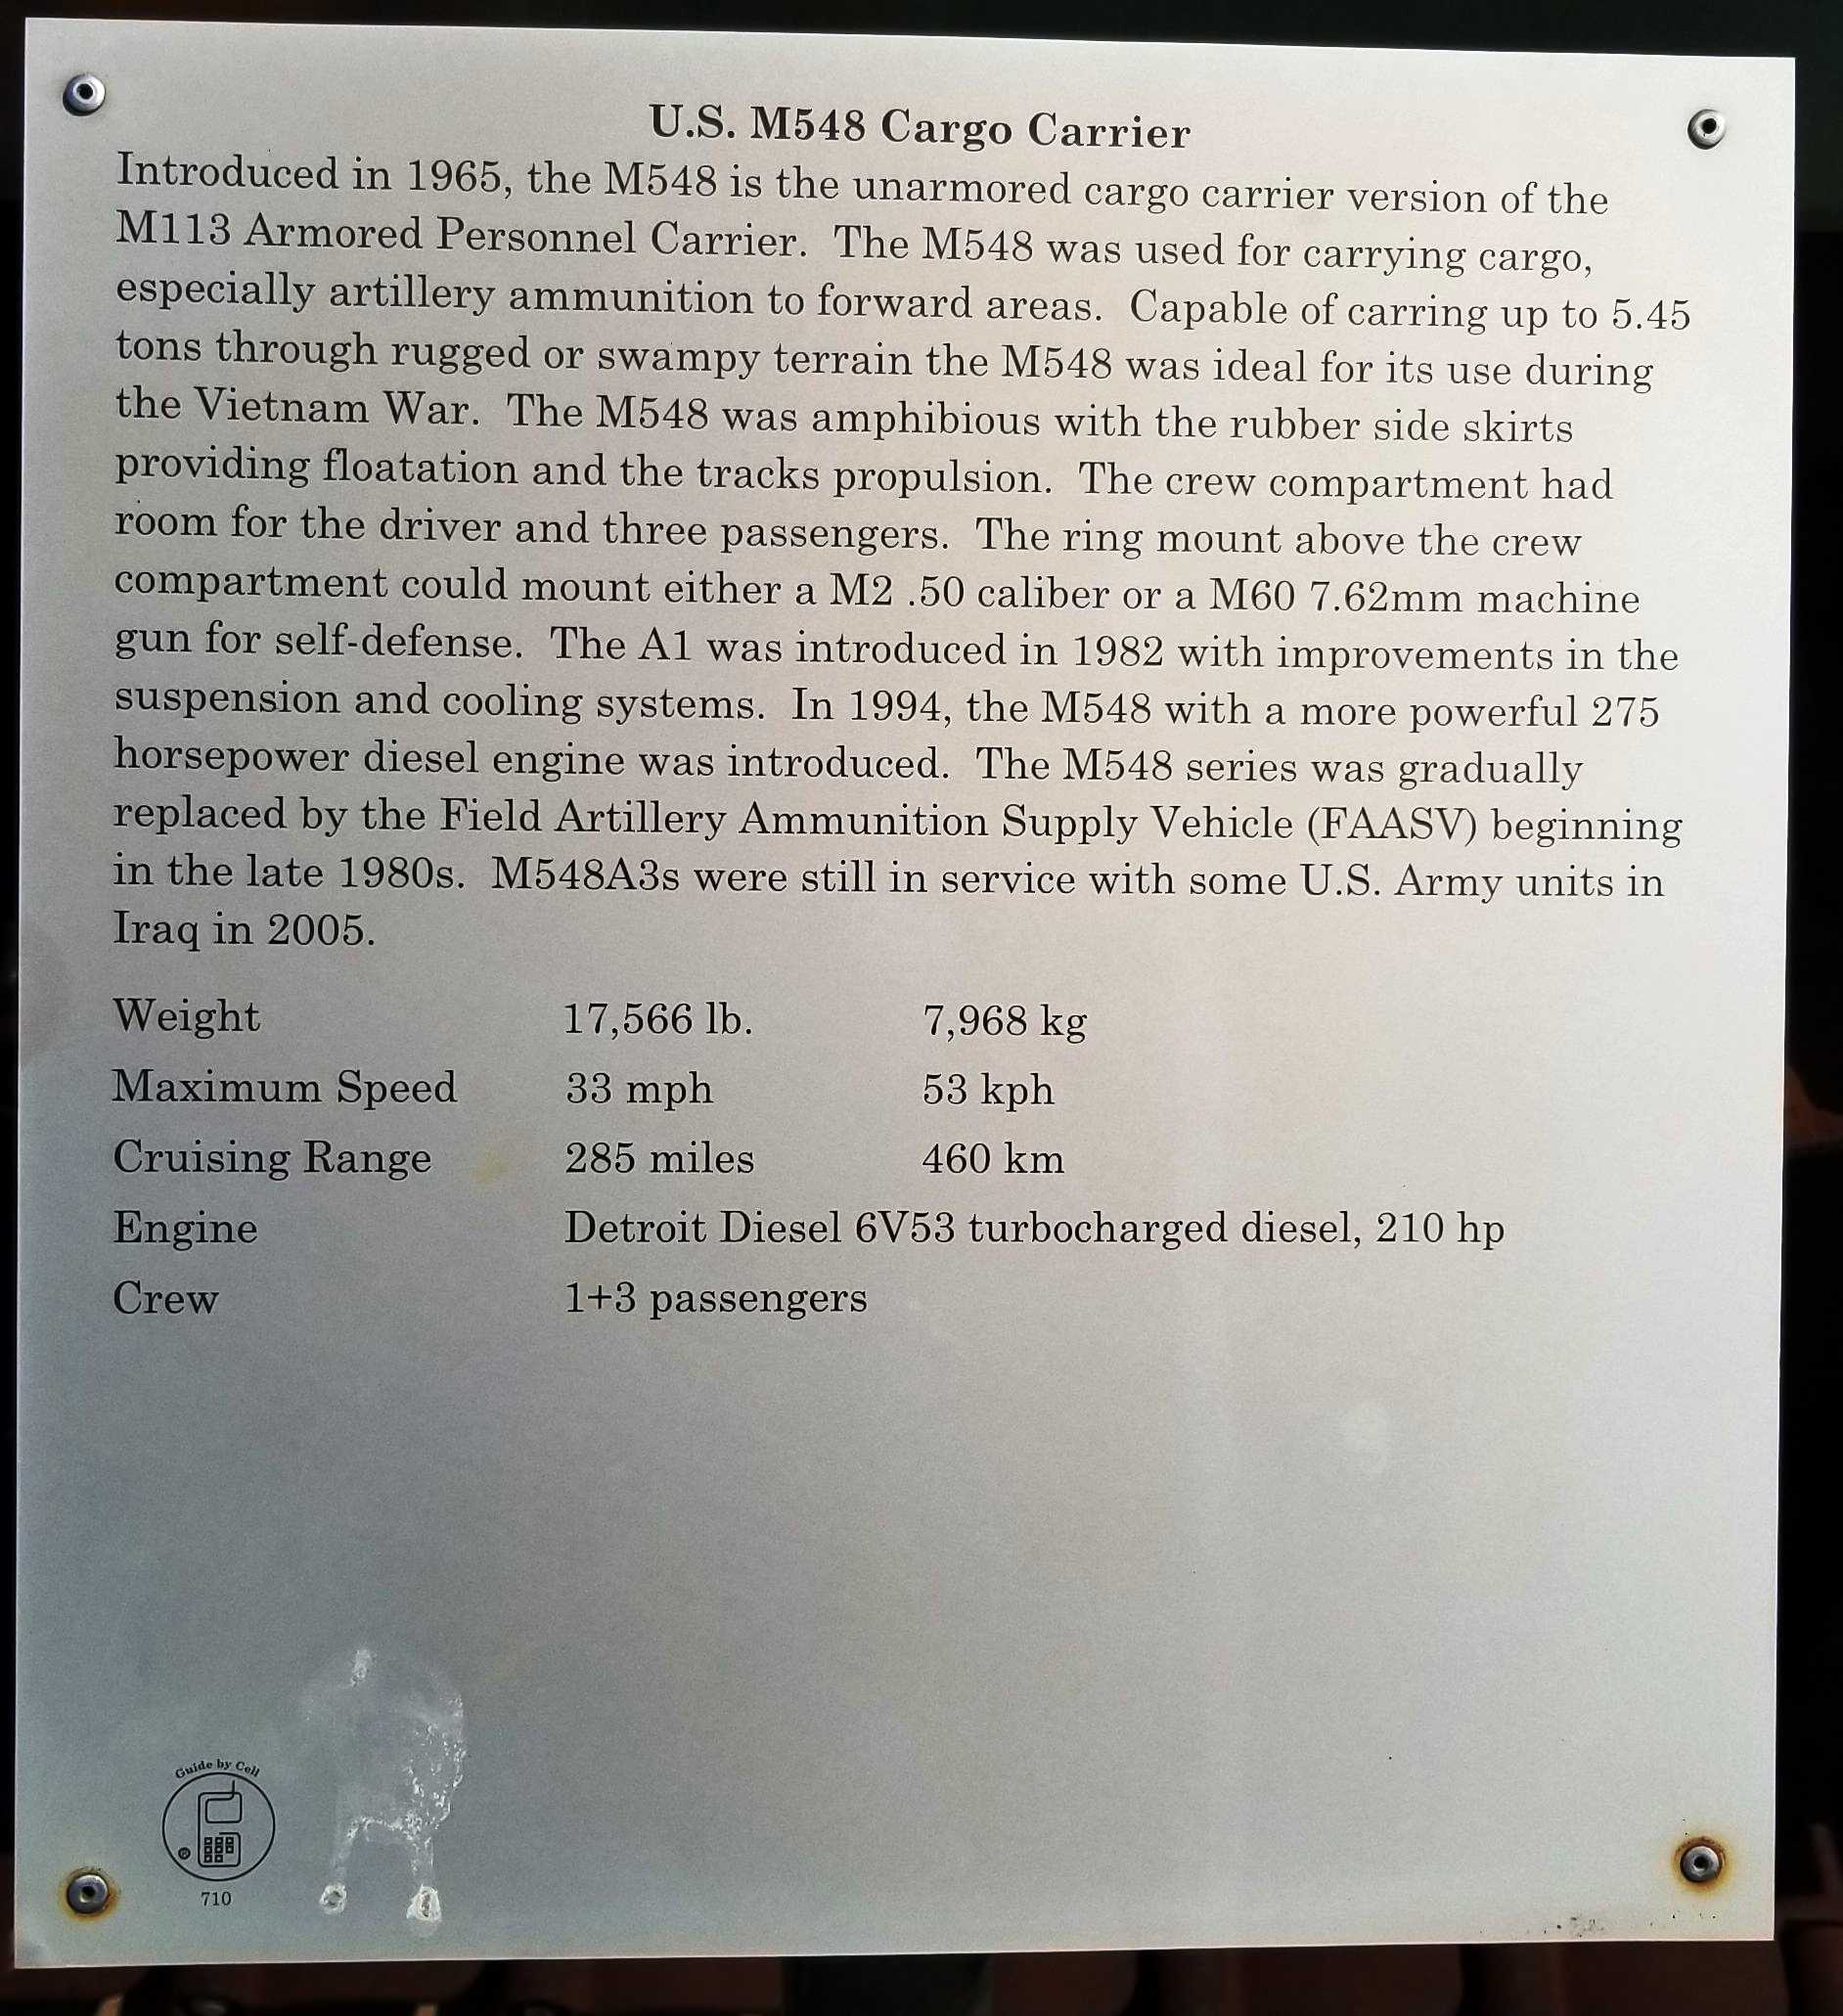 U.S. M548 Cargo Carrier
Introduced in 1965, the M548 is the unarmored cargo carrier version of the
M113 Armored Personnel Carrier.  The M548 was used for carrying cargo,
especially artillery ammunition to forward areas.  Capable of carring up to 5.45
tons through rugged or swampy terrain the M548 was ideal for its use during
the Vietnam War.  The M548 was amphibious with the rubber side skirts
providing floatation and the tracks propulsion.  The crew compartment had
room for the driver and three passengers.  The ring mount above the crew
compartment could mount either a M2 .50 caliber or a M60 7.62mm machine
gun for self-defense.  The A1 was introduced in 1982 with improvements in the
suspension and cooling systems.  In 1994, the M548 with a more powerful 275
horsepower diesel engine was introduced.  The M548 series was gradually
replaced by the Field Artillery Ammunition Supply Vehicle (FAASV) beginning
in the late 1980s.  M548A3s were still in service with some U.S. Army units in
Iraq in 2005.
Weight 17,566 lb. 7,968 kg
Maximum Speed 33 mph 53 kph
Cruising Range 285 miles 460 km
Engine Detroit Diesel 6V53 turbocharged diesel, 210 hp
Crew 1+3 passengers
Guide by Cell
®
710